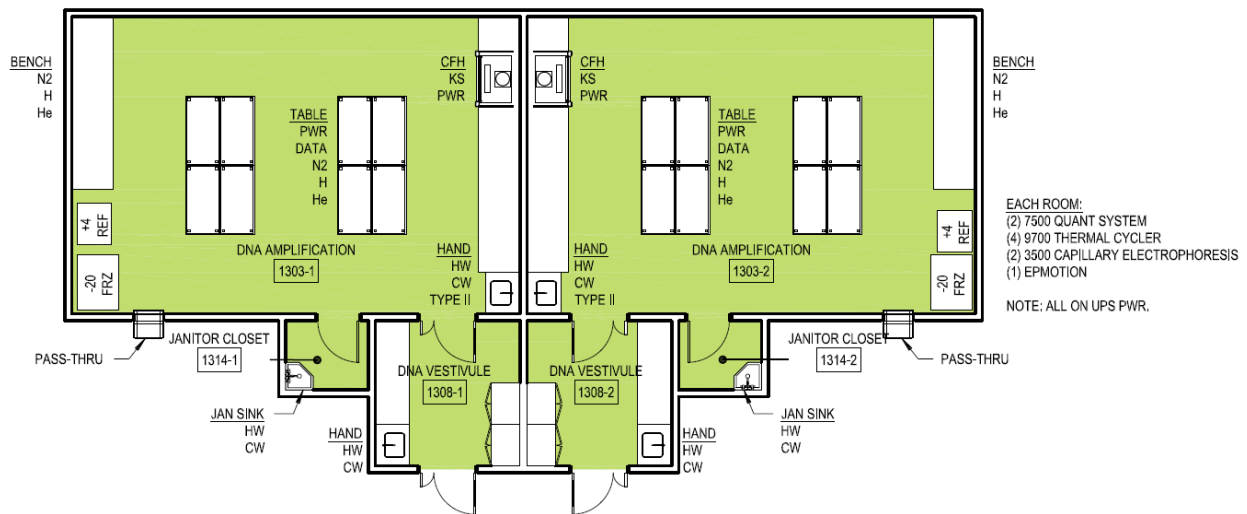 BENCH
N2
H
He
CFH
KS
PWR
CFH
KS
PWR
BENCH
N2
H
He
TABLE
PWR
DATA
N2
H
He
TABLE
PWR
DATA
N2
H
He
+4
REF
-20
FRZ
DNA AMPLIFICATION
1303-1
HAND
HW
CW
TYPE II
HAND
HW
CW
TYPE II
DNA AMPLIFICATION
1303-2
+4
REF
-20
FRZ
EACH ROOM:
(2) 7500 QUANT SYSTEM
(4) 9700 THERMAL CYCLER
(2) 3500 CAPILLARY ELECTROPHORESIS
(1) EPMOTION
NOTE: ALL ON UPS PWR.
PASS-THRU
JANITOR CLOSET
1314-1
DNA VESTIVULE
1308-1
DNA VESTIVULE
1308-2
JANITOR CLOSET
1314-2
PASS-THRU
JAN SINK
HW
CW
HAND
HW
CW
HAND
HW
CW
JAN SINK
HW
CW